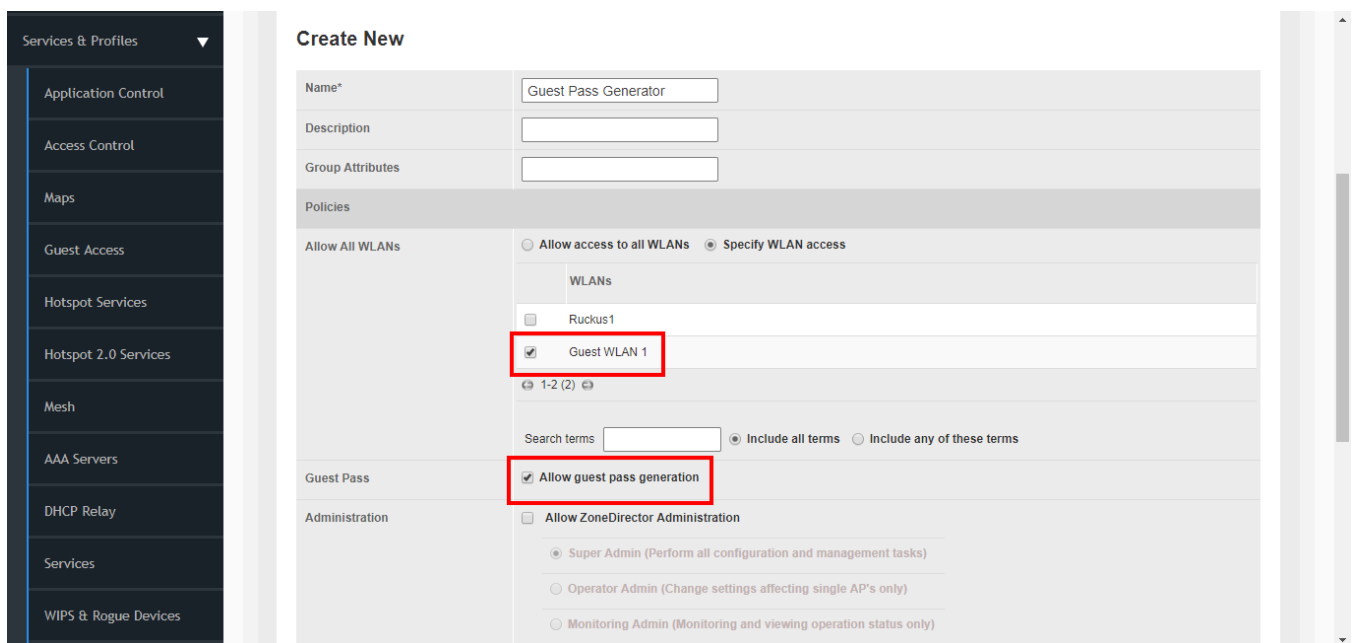 Services & Profiles
Application Control
Access Control
Maps
Guest Access
Hotspot Services
Hotspot 2.0 Services
Mesh
AAA Servers
DHCP Relay
Services
WIPS & Rogue Devices
Create New
Name* Guest Pass Generator
Description
Group Attributes
Policies
Allow All WLANs Allow access to all WLANs Specify WLAN access
WLANs
Ruckus1
Guest WLAN 1
1-2 (2)
Search terms Include all terms Include any of these terms
Guest Pass Allow guest pass generation
Administration Allow ZoneDirector Administration
Super Admin (Perform all configuration and management tasks)
Operator Admin (Change settings affecting single AP's only)
Monitoring Admin (Monitoring and viewing operation status only)